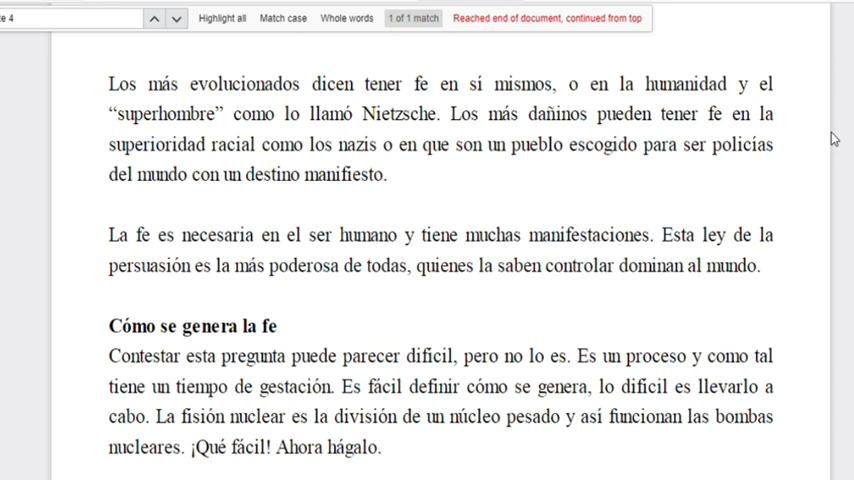 te 4 Highlight all Match case Whole words 1 of 1 match Reached end of document, continued from top
Los más evolucionados dicen tener fe en sí mismos, o en la humanidad y el
“superhombre” como lo llamó Nietzsche. Los más dañinos pueden tener fe en la
superioridad racial como los nazis o en que son un pueblo escogido para ser policías
del mundo con un destino manifiesto.
La fe es necesaria en el ser humano y tiene muchas manifestaciones. Esta ley de la
persuasión es la más poderosa de todas, quienes la saben controlar dominan al mundo.
Cómo se genera la fe
Contestar esta pregunta puede parecer difícil, pero no lo es. Es un proceso y como tal
tiene un tiempo de gestación. Es fácil definir cómo se genera, lo difícil es llevarlo a
cabo. La fisión nuclear es la división de un núcleo pesado y así funcionan las bombas
nucleares. ¡Qué fácil! Ahora hágalo.